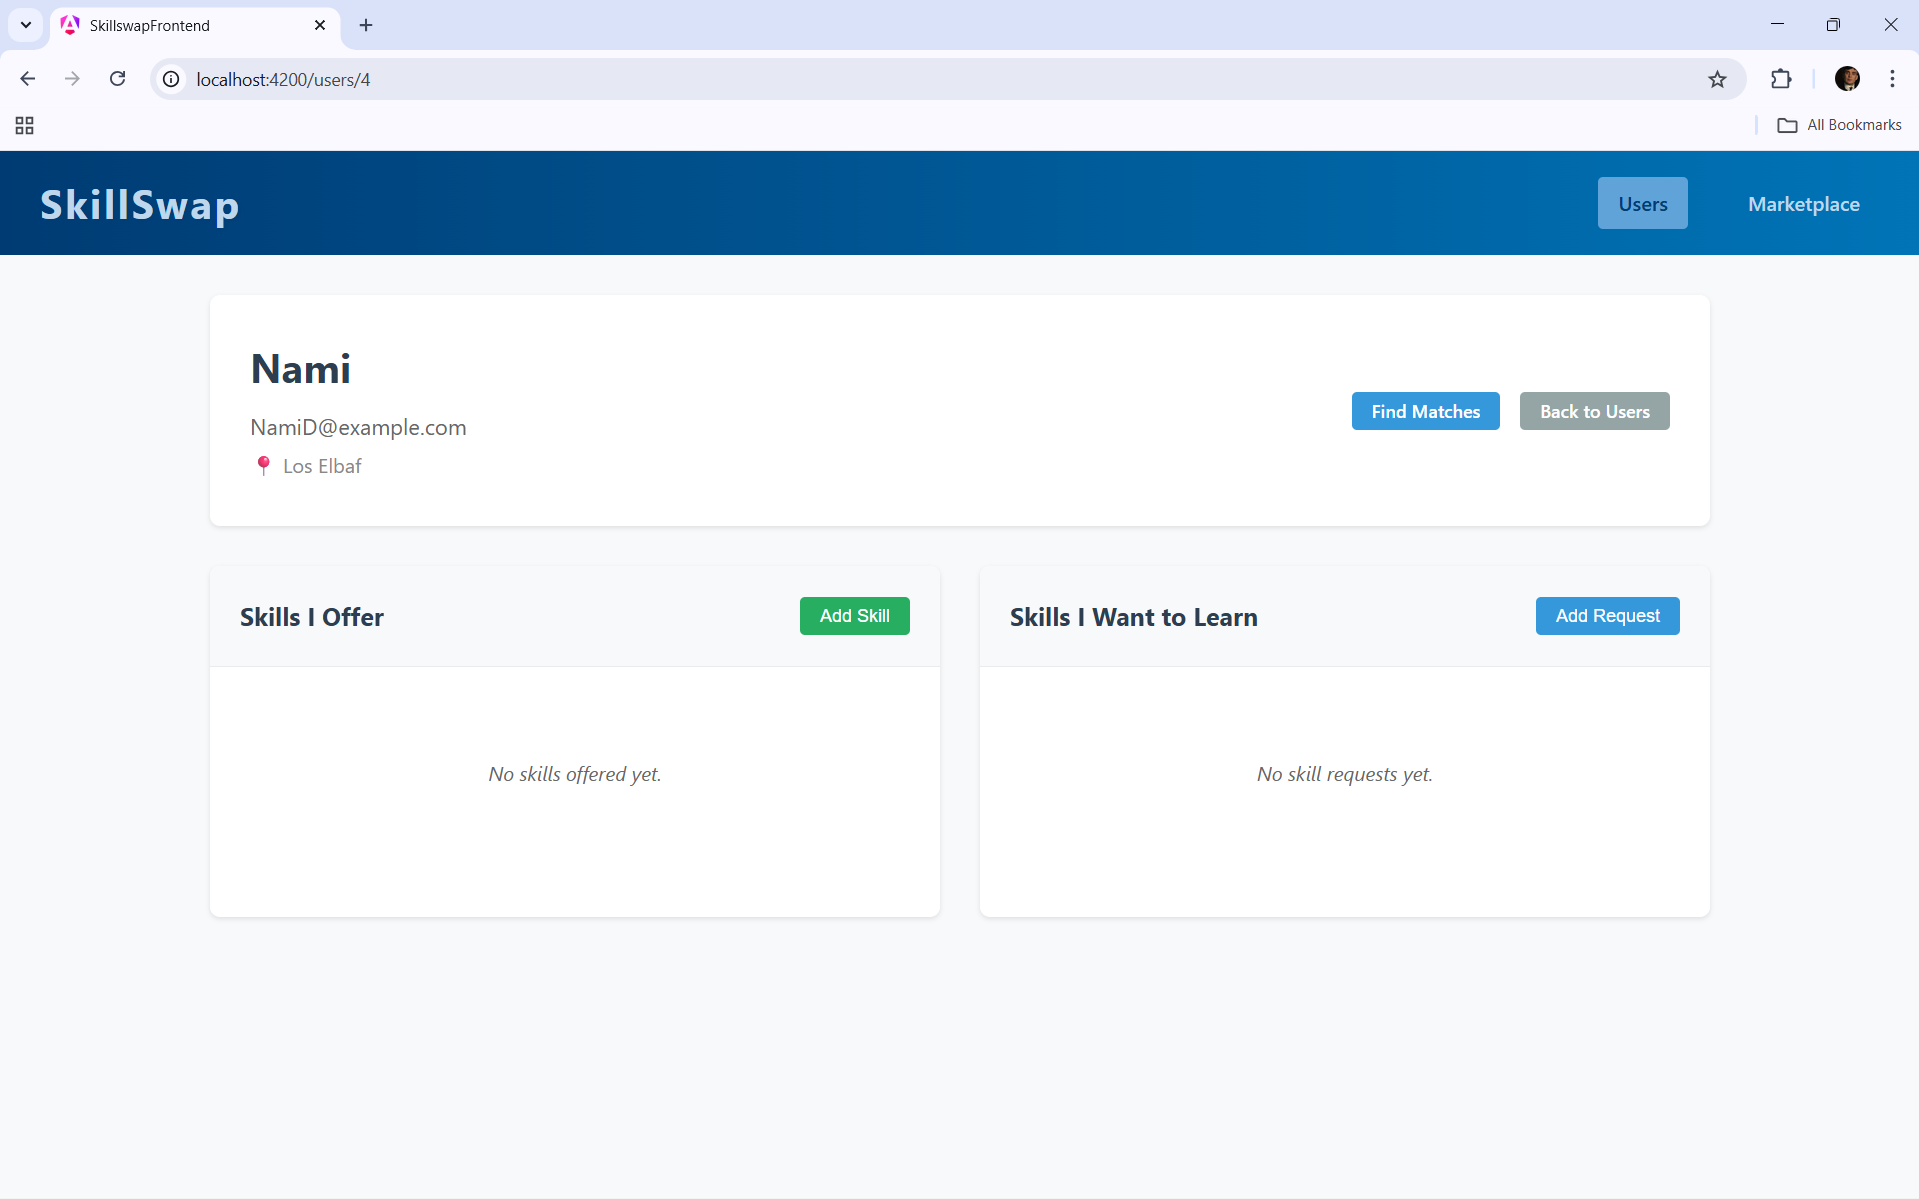 SkillswapFrontend
localhost:4200/users/4
All Bookmarks
SkillSwap
Users
Marketplace
Nami
NamiD@example.com
Los Elbaf
Find Matches
Back to Users
Skills I Offer
Add Skill
No skills offered yet.
Skills I Want to Learn
Add Request
No skill requests yet.